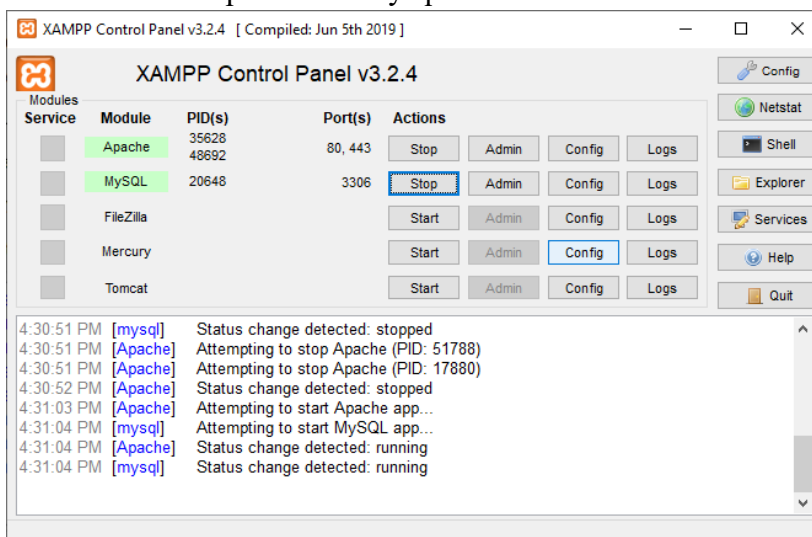 XAMPP Control Panel v3.2.4 [ Compiled: Jun 5th 2019 ]
XAMPP Control Panel v3.2.4
Config
Modules
Netstat
Service Module PID(s) Port(s) Actions
Apache 35628 48692 80, 443 Stop Admin Config Logs
Shell
MySQL 20648 3306 Stop Admin Config Logs
Explorer
FileZilla Start Admin Config Logs
Services
Mercury Start Admin Config Logs
Help
Tomcat Start Admin Config Logs
Quit
4:30:51 PM [mysql] Status change detected: stopped
4:30:51 PM [Apache] Attempting to stop Apache (PID: 51788)
4:30:51 PM [Apache] Attempting to stop Apache (PID: 17880)
4:30:52 PM [Apache] Status change detected: stopped
4:31:03 PM [Apache] Attempting to start Apache app...
4:31:04 PM [mysql] Attempting to start MySQL app...
4:31:04 PM [Apache] Status change detected: running
4:31:04 PM [mysql] Status change detected: running